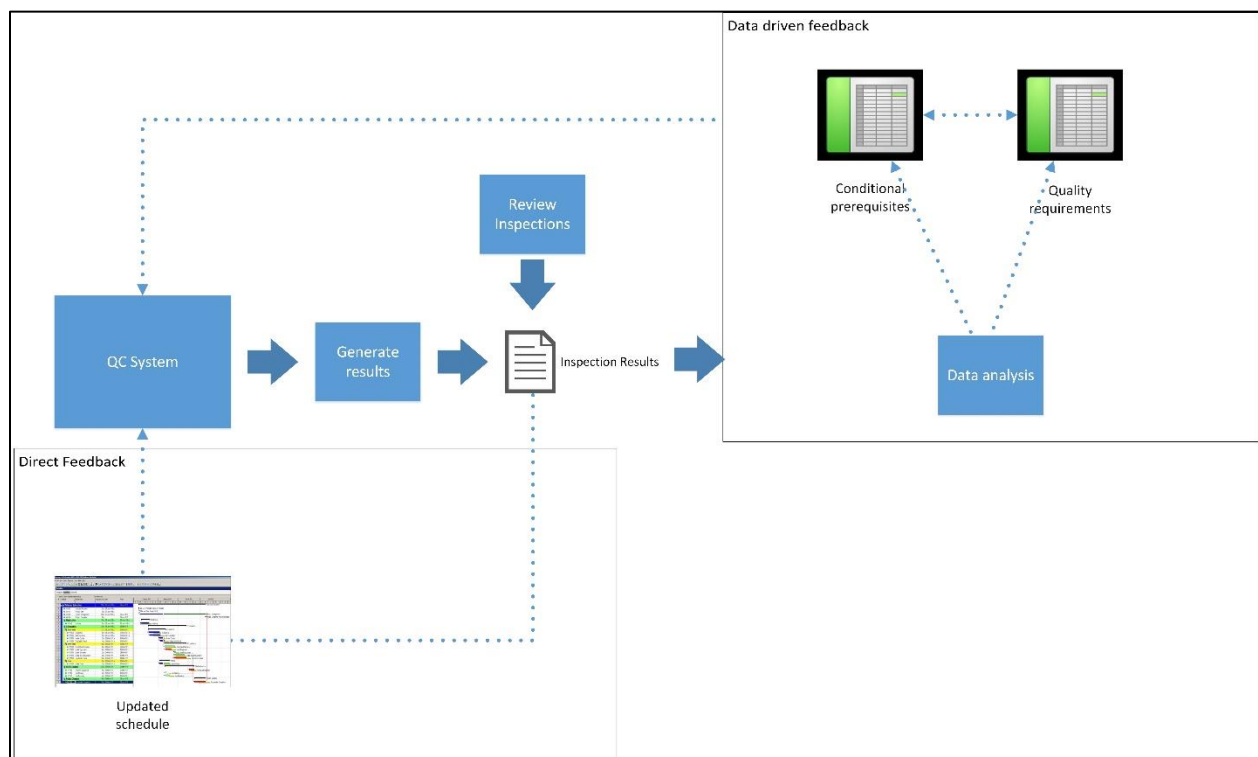 Data driven feedback
Conditional
prerequisites
Quality
requirements
Review
Inspections
QC System
Generate
results
Inspection Results
Data analysis
Direct Feedback
Updated
schedule